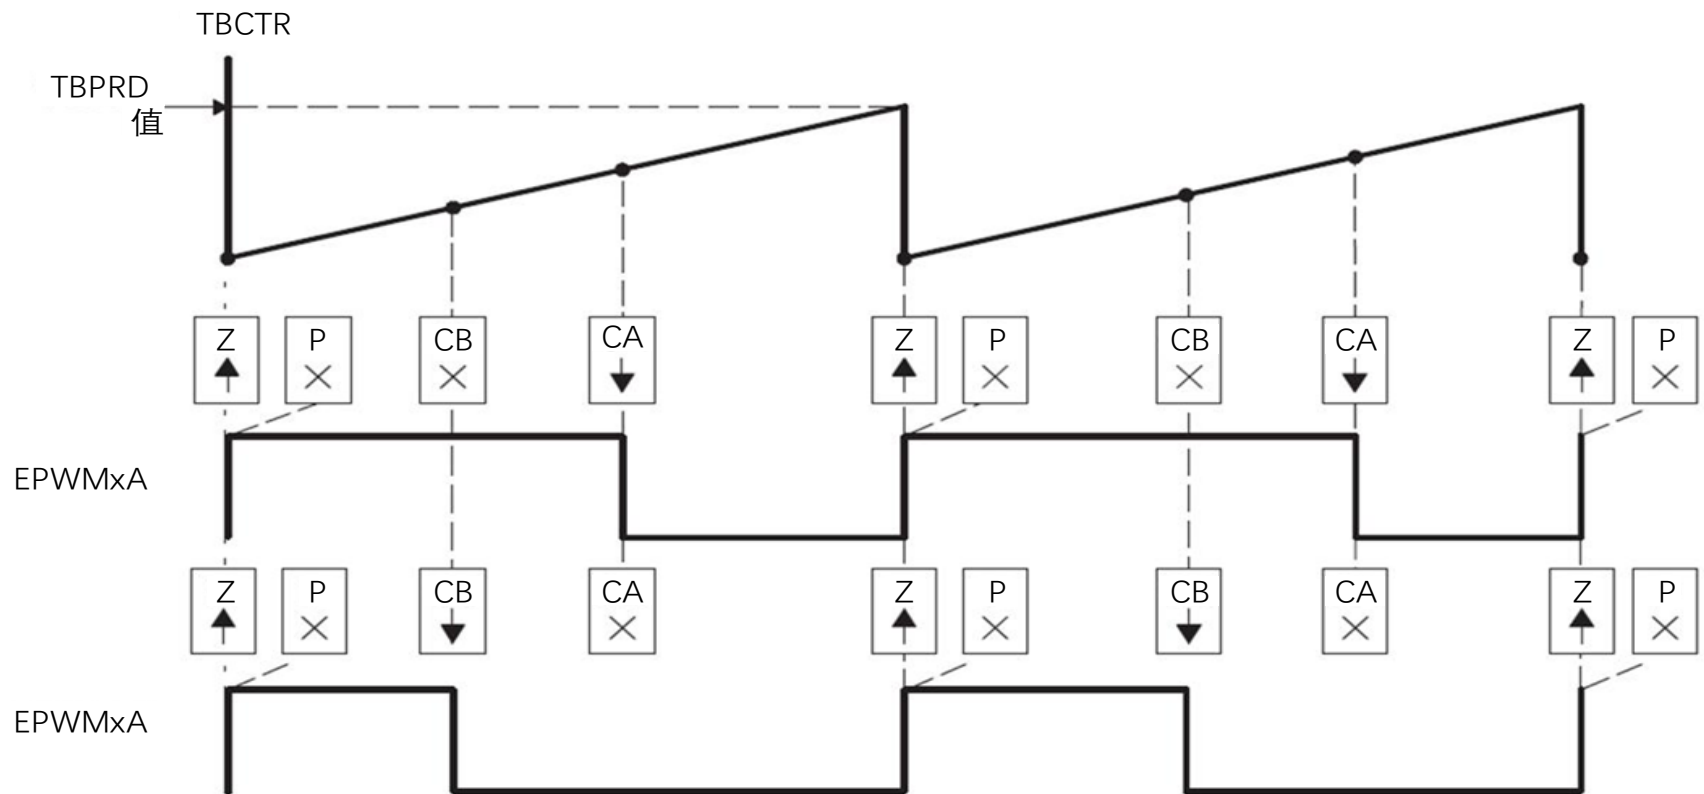 TBCTR
TBPRD
值
Z P CB CA Z P CB CA Z P
EPWMxA
Z P CB CA Z P CB CA Z P
EPWMxA